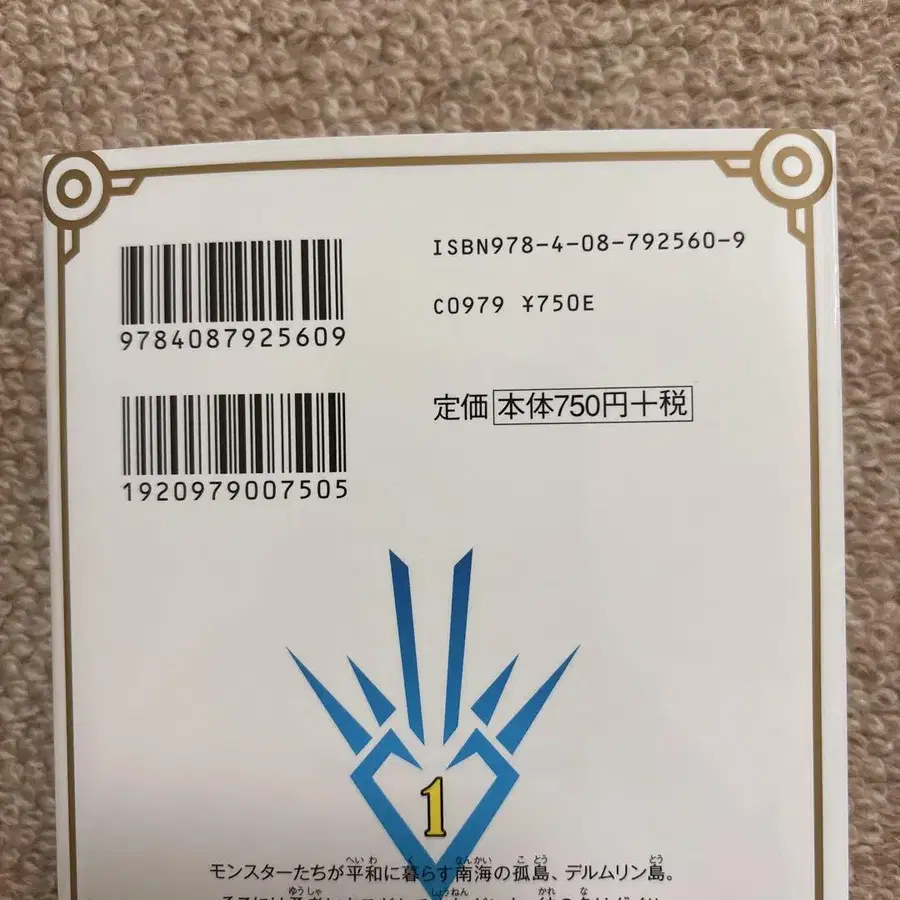 ISBN978-4-08-792560-9
9784087925609
C0979 ¥750E
1920979007505
定価 本体750円+税
1
モンスターたちが平和に暮らす南海の孤島、デルムリン島。